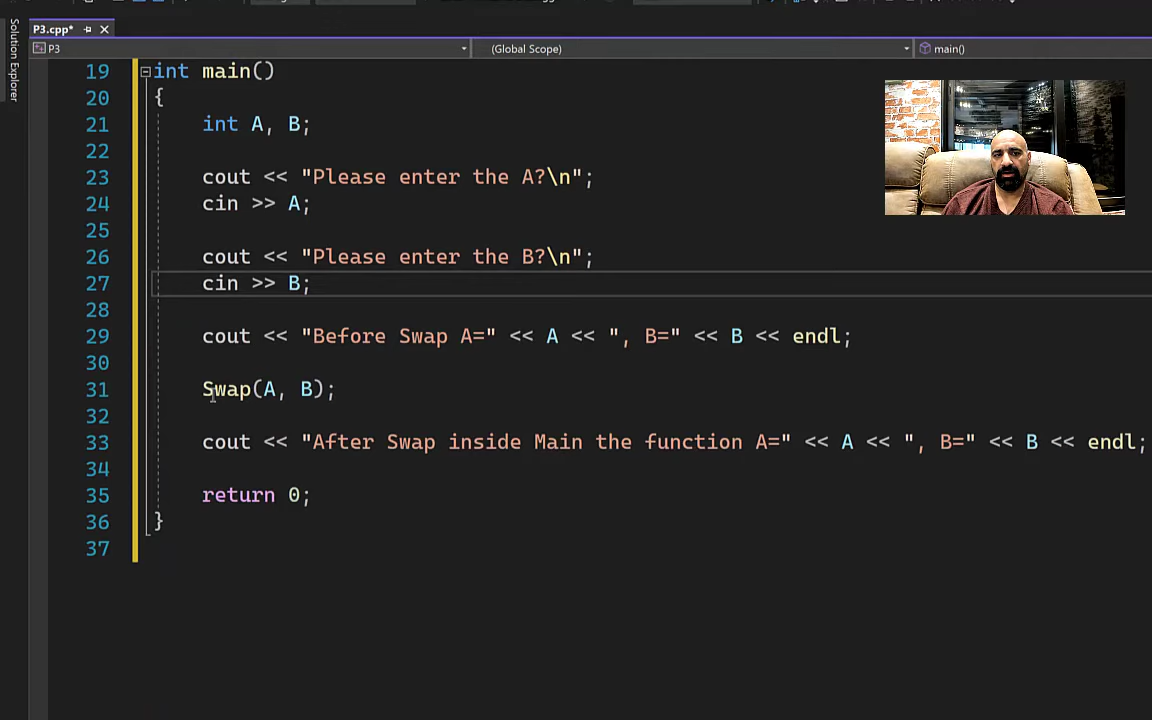 Solution Explorer
P3.cpp*
P3
(Global Scope)
main()
19 int main()
20 {
21 int A, B;
22
23 cout << "Please enter the A?\n";
24 cin >> A;
25
26 cout << "Please enter the B?\n";
27 cin >> B;
28
29 cout << "Before Swap A=" << A << ", B=" << B << endl;
30
31 Swap(A, B);
32
33 cout << "After Swap inside Main the function A=" << A << ", B=" << B << endl;
34
35 return 0;
36 }
37